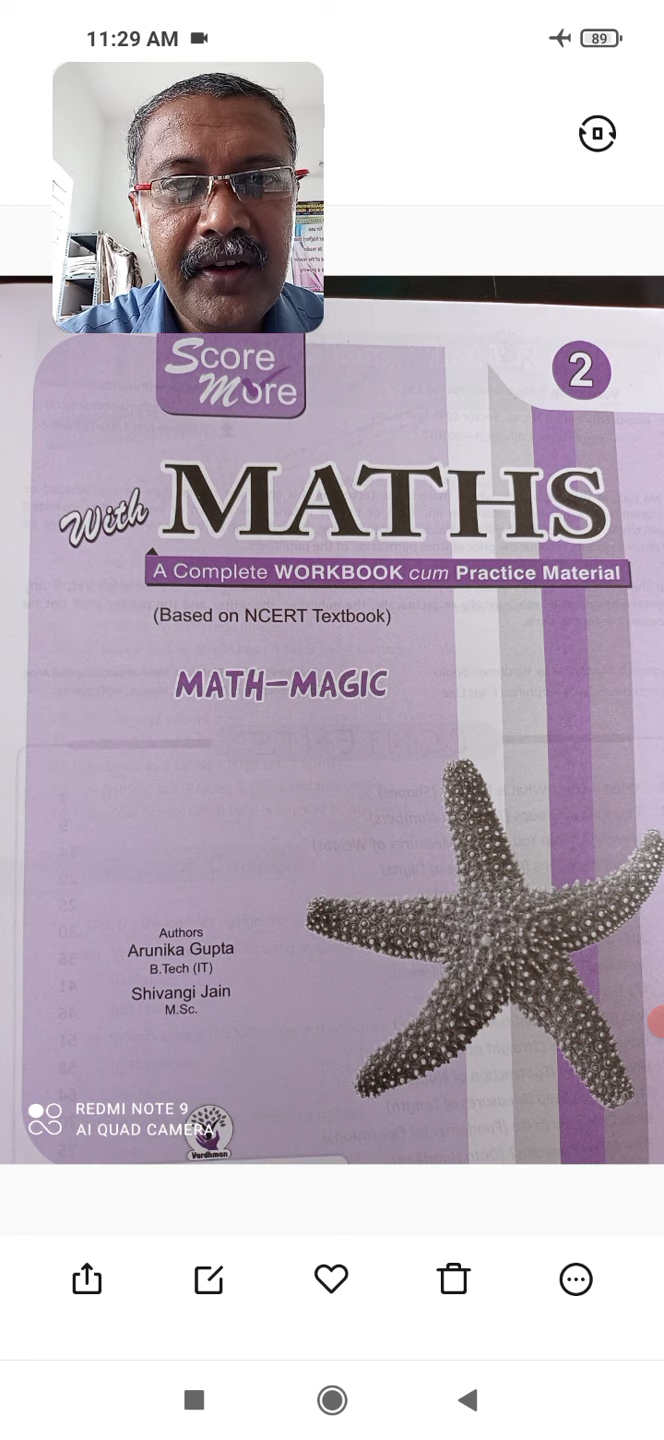 11:29 AM
89
Score
More
2
With MATHS
A Complete WORKBOOK cum Practice Material
(Based on NCERT Textbook)
MATH-MAGIC
Authors
Arunika Gupta
B.Tech (IT)
Shivangi Jain
M.Sc.
REDMI NOTE 9
AI QUAD CAMERA
Vardhman